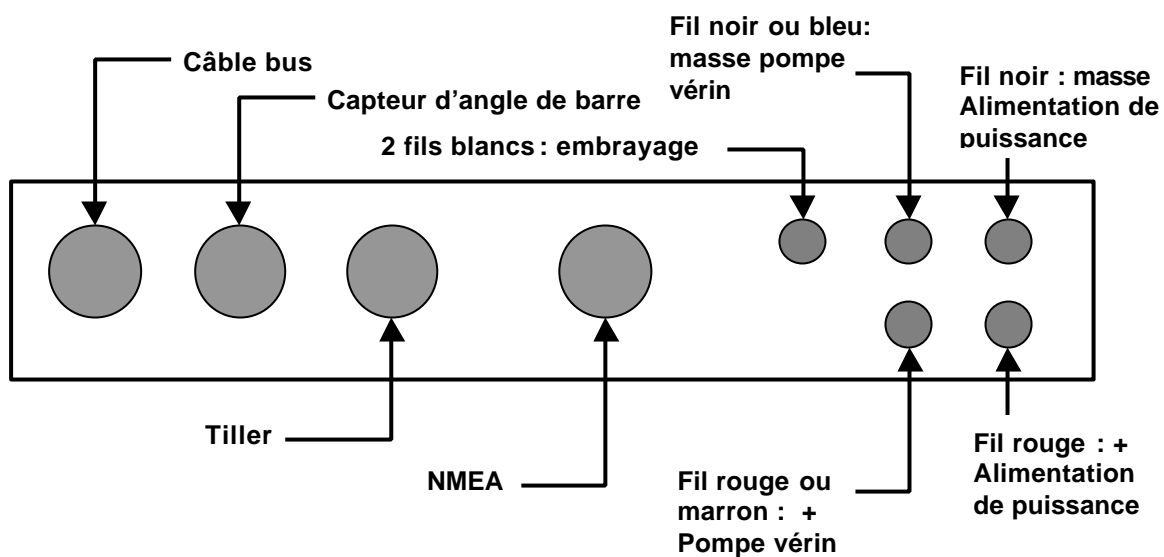 Câble bus
Capteur d'angle de barre
2 fils blancs : embrayage
Fil noir ou bleu:
masse pompe
vérin
Fil noir : masse
Alimentation de
puissance
Tiller
NMEA
Fil rouge ou
marron : +
Pompe vérin
Fil rouge : +
Alimentation
de puissance